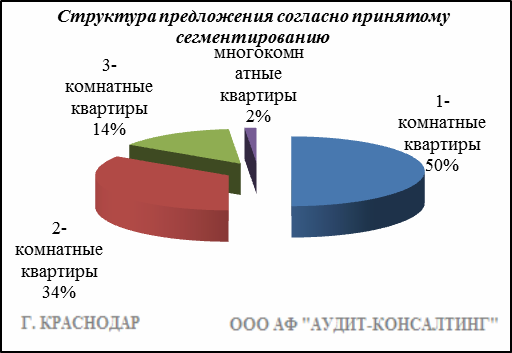 Структура предложения согласно принятому
сегментированию
многокомн
атные
квартиры
2%
3-
комнатные
квартиры
14%
1-
комнатные
квартиры
50%
2-
комнатные
квартиры
34%
Г. КРАСНОДАР
ООО АФ "АУДИТ-КОНСАЛТИНГ"